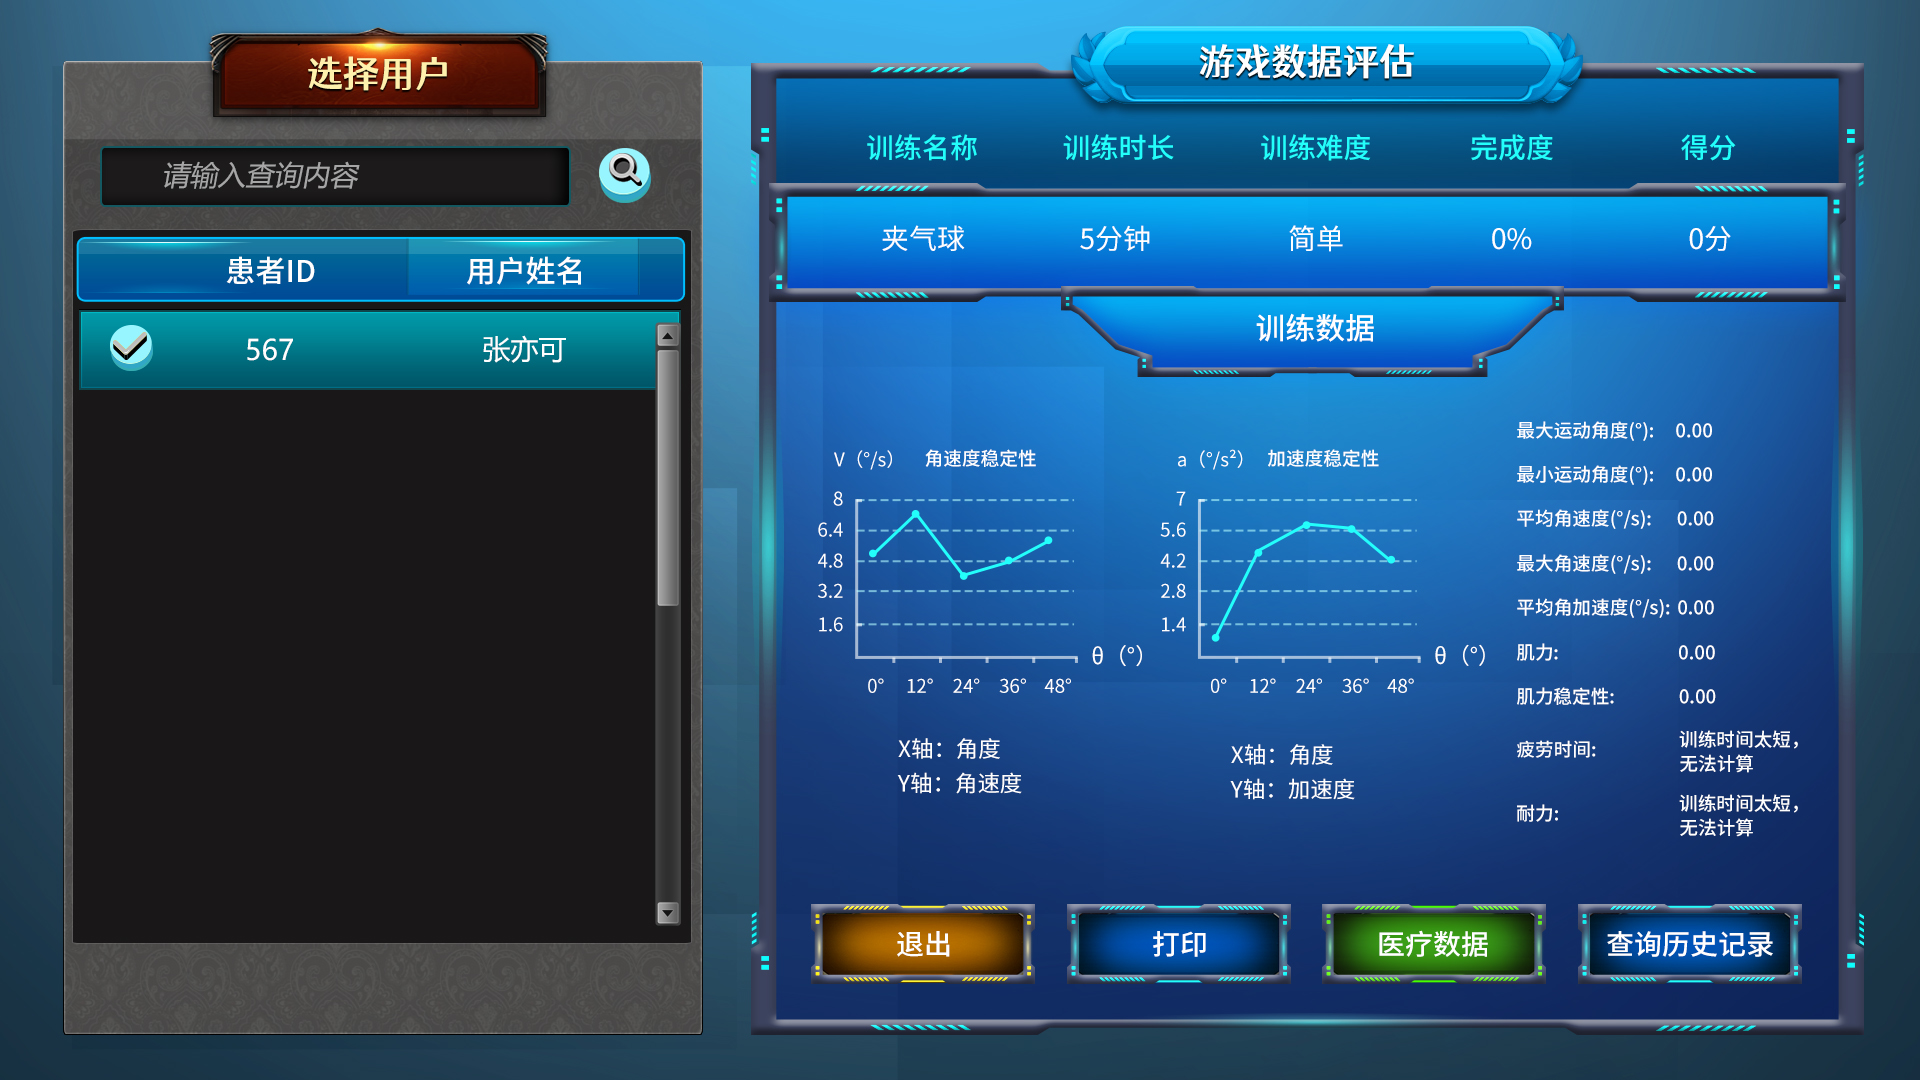 选择用户
请输入查询内容
患者ID 用户姓名
567 张亦可
游戏数据评估
训练名称 训练时长 训练难度 完成度 得分
夹气球 5分钟 简单 0% 0分
训练数据
V（°/s） 角速度稳定性
8
6.4
4.8
3.2
1.6
θ（°）
0° 12° 24° 36° 48°
X轴：角度
Y轴：角速度
a（°/s²） 加速度稳定性
7
5.6
4.2
2.8
1.4
θ（°）
0° 12° 24° 36° 48°
X轴：角度
Y轴：加速度
最大运动角度(°): 0.00
最小运动角度(°): 0.00
平均角速度(°/s): 0.00
最大角速度(°/s): 0.00
平均角加速度(°/s): 0.00
肌力: 0.00
肌力稳定性: 0.00
疲劳时间: 训练时间太短，
无法计算
耐力: 训练时间太短，
无法计算
退出 打印 医疗数据 查询历史记录